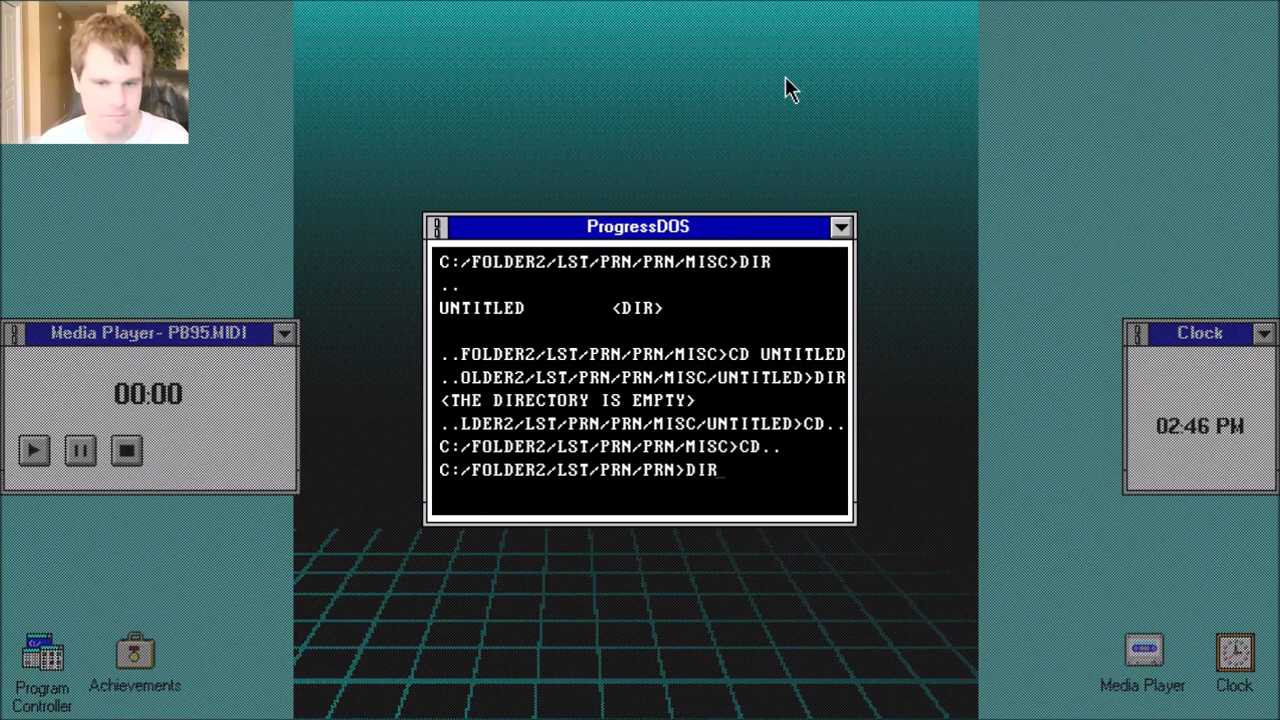 ProgressDOS
C:/FOLDER2/LST/PRN/PRN/MISC>DIR
..
UNTITLED <DIR>
..FOLDER2/LST/PRN/PRN/MISC>CD UNTITLED
..OLDER2/LST/PRN/PRN/MISC/UNTITLED>DIR
<THE DIRECTORY IS EMPTY>
..LDER2/LST/PRN/PRN/MISC/UNTITLED>CD..
C:/FOLDER2/LST/PRN/PRN/MISC>CD..
C:/FOLDER2/LST/PRN/PRN>DIR_
Media Player- PB95.MIDI
00:00
Clock
02:46 PM
Program
Controller
Achievements
Media Player
Clock